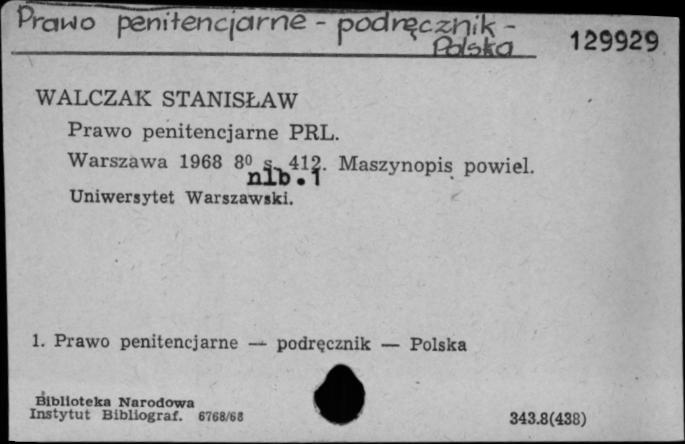 Prawo penitencjarne - podręcznik -
Polska
129929
WALCZAK STANISŁAW
Prawo penitencjarne PRL.
Warszawa 1968 8⁰ s. 412. Maszynopis powiel.
nlb.1
Uniwersytet Warszawski.
1. Prawo penitencjarne — podręcznik — Polska
Biblioteka Narodowa
Instytut Bibliograf. 6768/68
343.8(438)